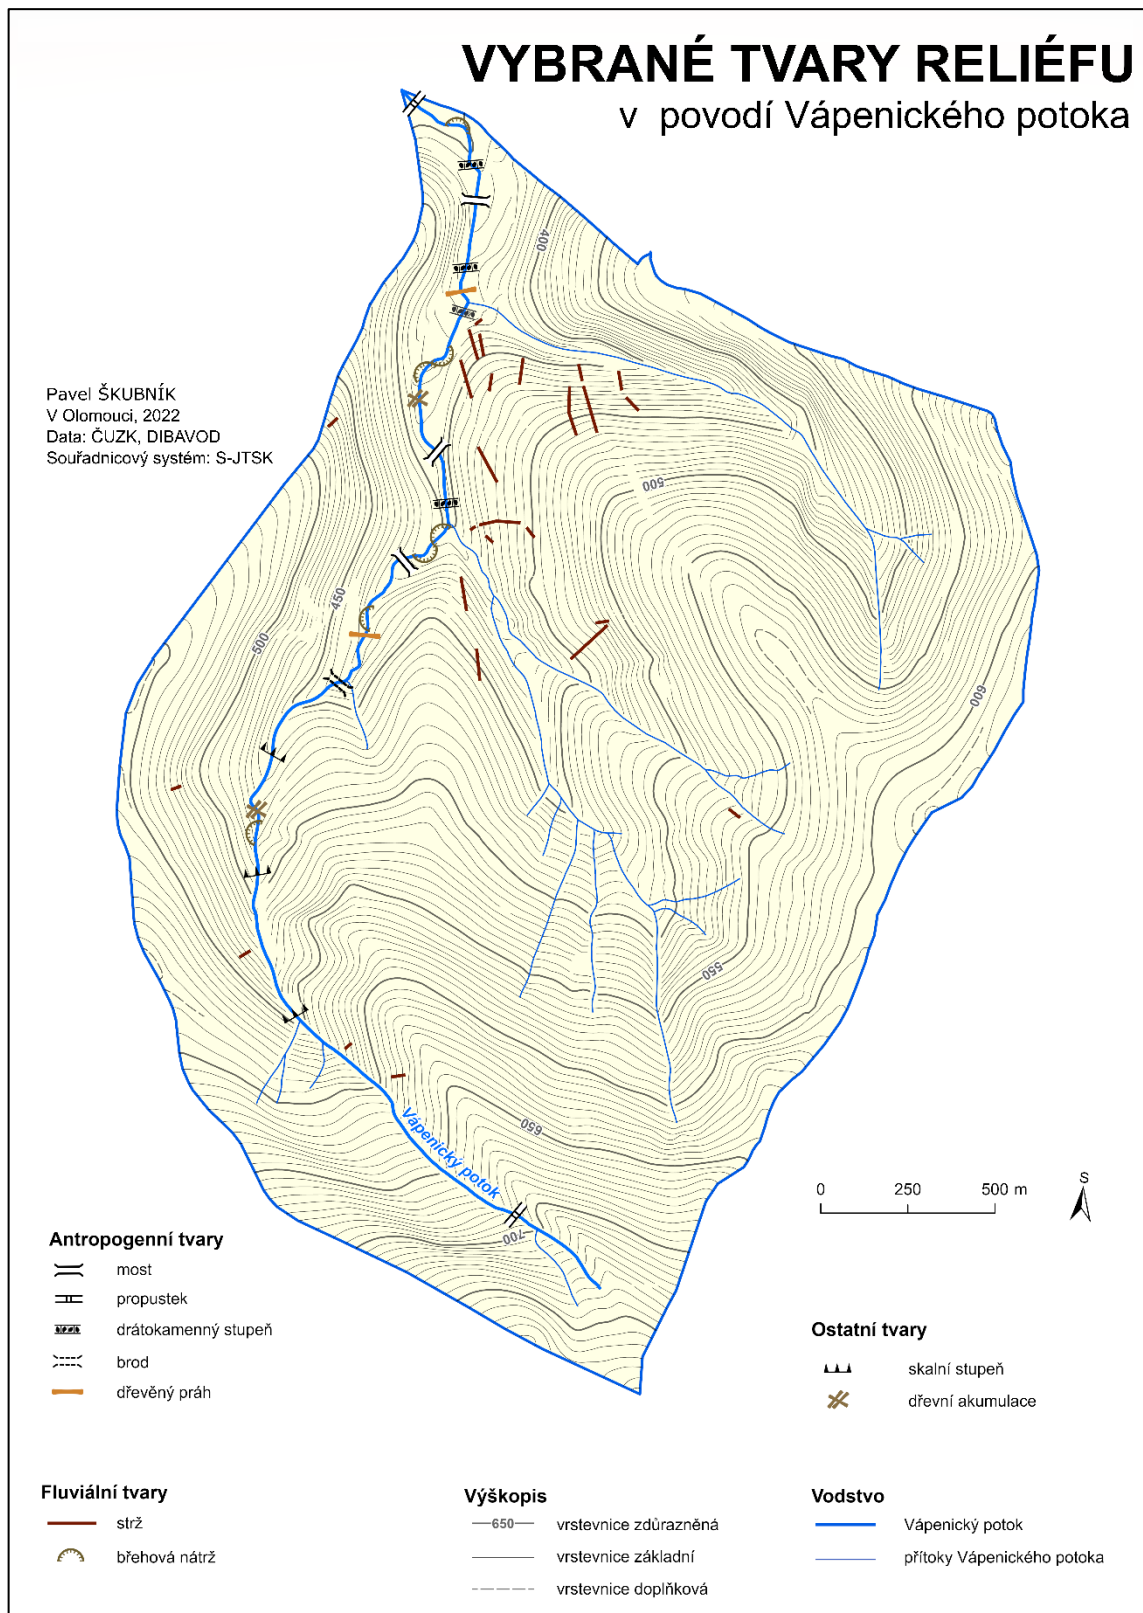 VYBRANÉ TVARY RELIÉFU
v povodí Vápenického potoka
Pavel ŠKUBNÍK
V Olomouci, 2022
Data: ČUZK, DIBAVOD
Souřadnicový systém: S-JTSK
400
500
450
500
600
550
650
Vápenický potok
700
0 250 500 m
S
Antropogenní tvary
most
propustek
drátokamenný stupeň
brod
dřevěný práh
Ostatní tvary
skalní stupeň
dřevní akumulace
Fluviální tvary
strž
břehová nátrž
Výškopis
650 vrstevnice zdůrazněná
vrstevnice základní
vrstevnice doplňková
Vodstvo
Vápenický potok
přítoky Vápenického potoka